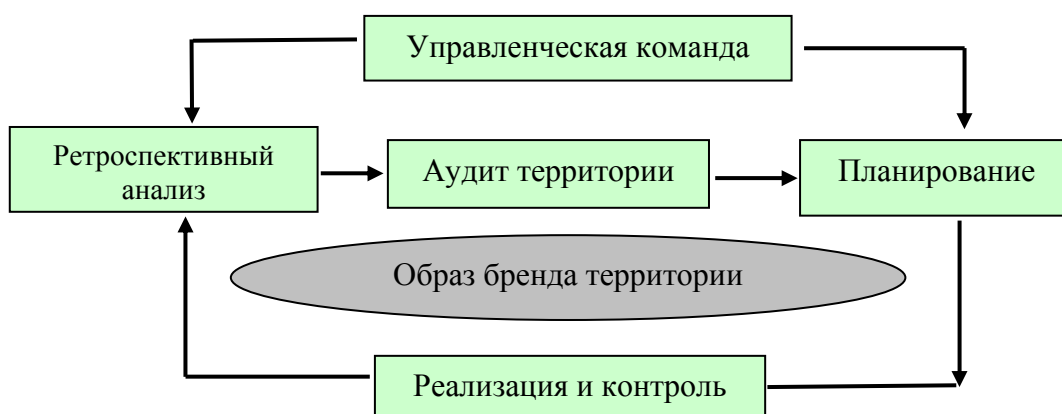 Управленческая команда
Ретроспективный
анализ
Аудит территории
Планирование
Образ бренда территории
Реализация и контроль